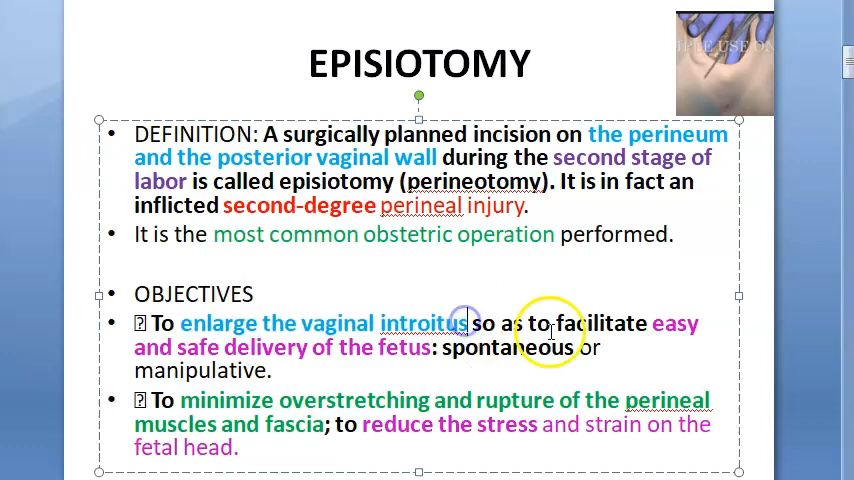 EPISIOTOMY
• DEFINITION: A surgically planned incision on the perineum
and the posterior vaginal wall during the second stage of
labor is called episiotomy (perineotomy). It is in fact an
inflicted second-degree perineal injury.
• It is the most common obstetric operation performed.
• OBJECTIVES
• To enlarge the vaginal introitus so as to facilitate easy
and safe delivery of the fetus: spontaneous or
manipulative.
• To minimize overstretching and rupture of the perineal
muscles and fascia; to reduce the stress and strain on the
fetal head.